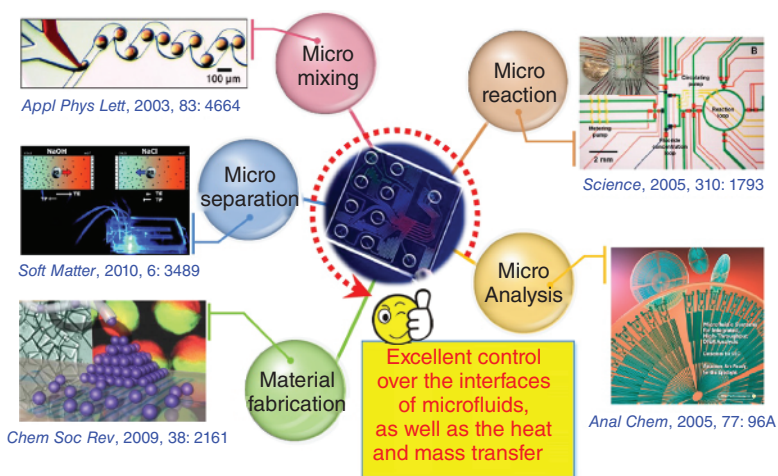 Micro
mixing
100 μm
Appl Phys Lett, 2003, 83: 4664
Micro
reaction
B
Circulating
pump
Reaction
loop
Metering
pump
concentration
loop
2 mm
Science, 2005, 310: 1793
NaOH
NaCl
Micro
separation
Soft Matter, 2010, 6: 3489
Micro
Analysis
Anal Chem, 2005, 77: 96A
Material
fabrication
Chem Soc Rev, 2009, 38: 2161
Excellent control
over the interfaces
of microfluids,
as well as the heat
and mass transfer